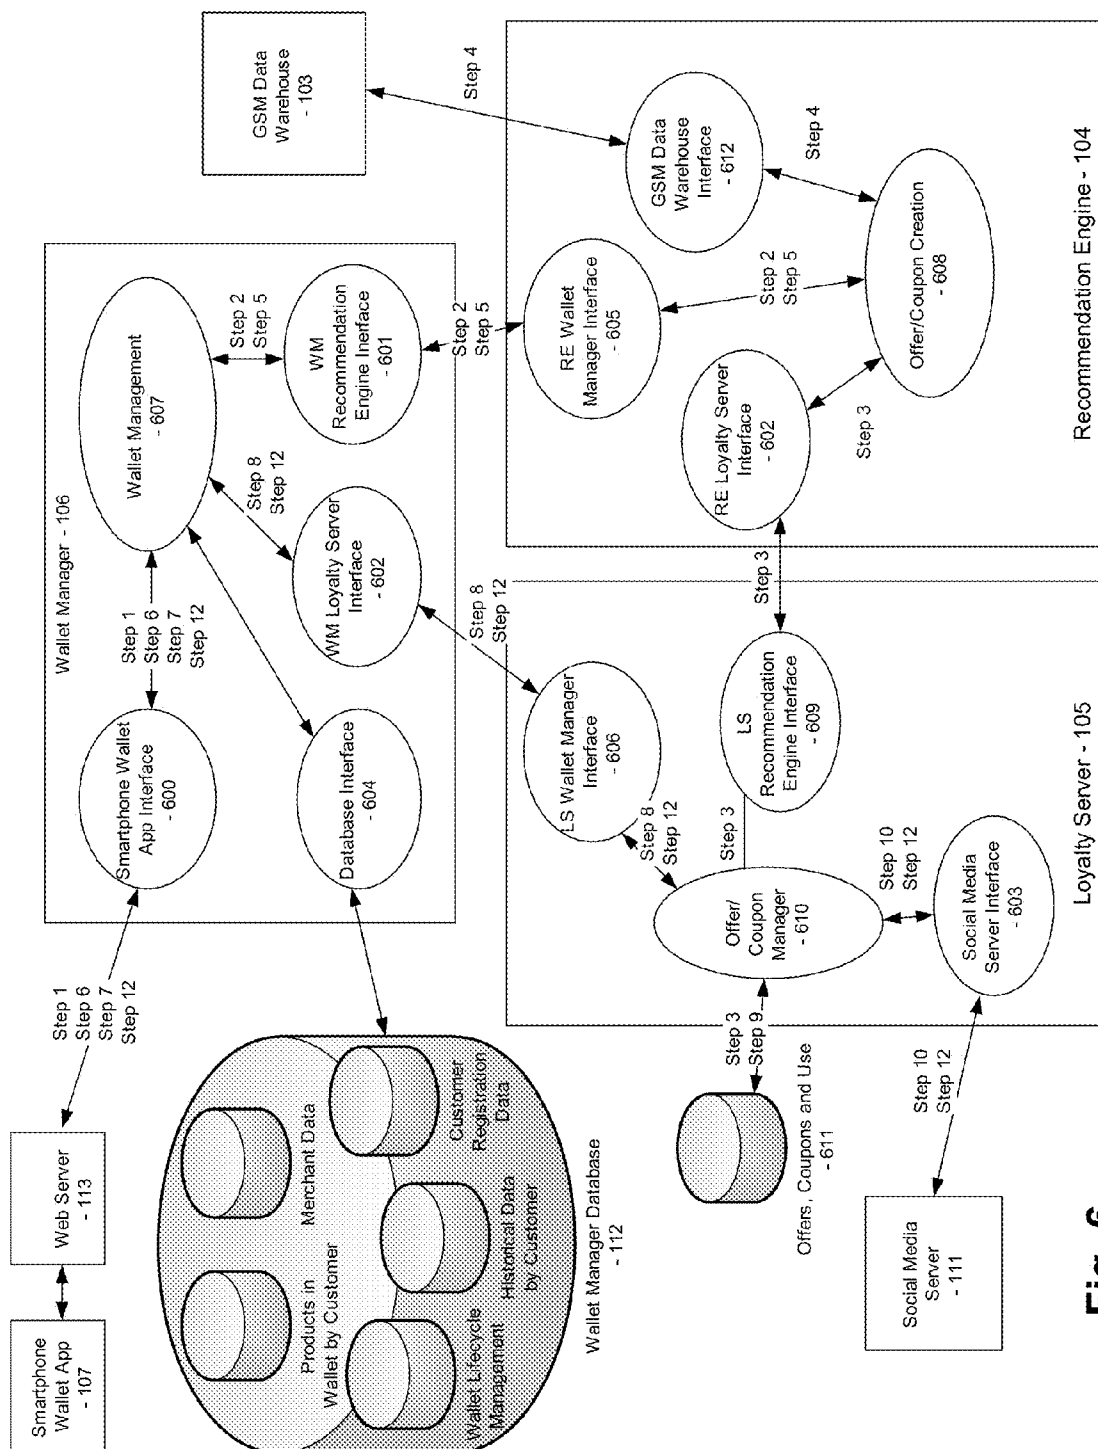 Smartphone
Wallet App
- 107
Web Server
- 113
Step 1
Step 6
Step 7
Step 12
Wallet Manager - 106
Smartphone Wallet
App Interface
- 600
Step 1
Step 6
Step 7
Step 12
Wallet Management
- 607
Database Interface
- 604
Step 8
Step 12
WM Loyalty Server
Interface
- 602
Step 2
Step 5
WM
Recommendation
Engine Inerface
- 601
GSM Data
Warehouse
- 103
Step 4
Products in
Wallet by Customer
Merchant Data
Wallet Lifecycle
Management
Historical Data
by Customer
Customer
Registration
Data
Wallet Manager Database
- 112
Step 8
Step 12
Step 2
Step 5
LS Wallet Manager
Interface
- 606
Step 8
Step 12
RE Wallet
Manager Interface
- 605
GSM Data
Warehouse
Interface
- 612
Step 4
Step 2
Step 5
RE Loyalty Server
Interface
- 602
Step 3
Offer/Coupon Creation
- 608
Recommendation Engine - 104
Step 3
LS
Recommendation
Engine Interface
- 609
Step 3
Offer/
Coupon
Manager
- 610
Step 3
Step 9
Offers, Coupons and Use
- 611
Step 10
Step 12
Social Media
Server Interface
- 603
Loyalty Server - 105
Step 10
Step 12
Social Media
Server
- 111
Fig. 6